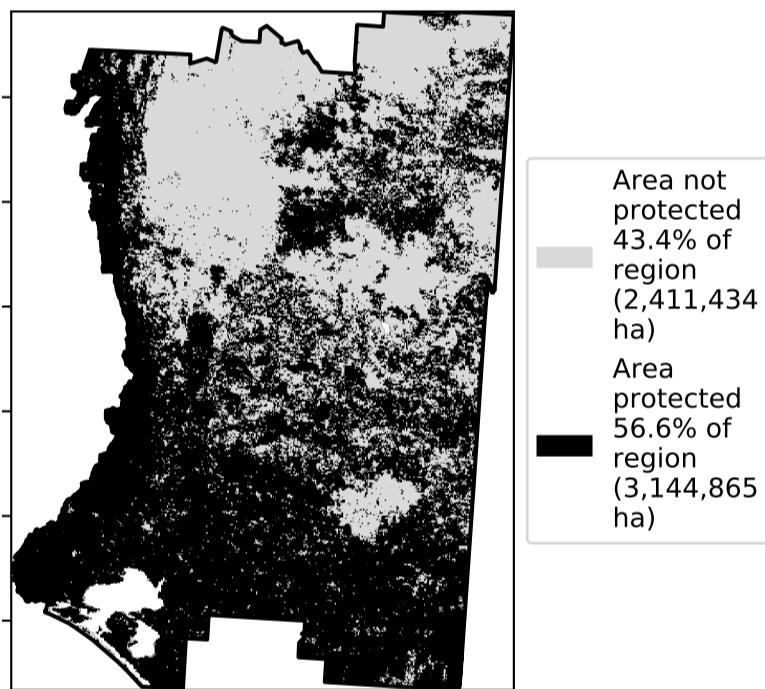 Area not
protected
43.4% of
region
(2,411,434
ha)
Area
protected
56.6% of
region
(3,144,865
ha)